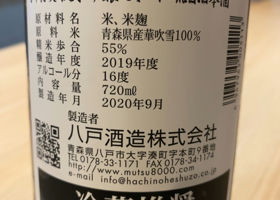 原材料名 米、米麹
原料米 青森県産華吹雪100%
精米歩合 55%
醸造年度 2019年度
アルコール分 16度
内容量 720㎖
製造年月 2020年9月
製造者
八戸酒造株式会社
青森県八戸市大字湊町字本町9番地
TEL 0178-33-1171 FAX 0178-34-1174
http://www.mutsu8000.com
e-mail info@hachinoheshuzo.co.jp